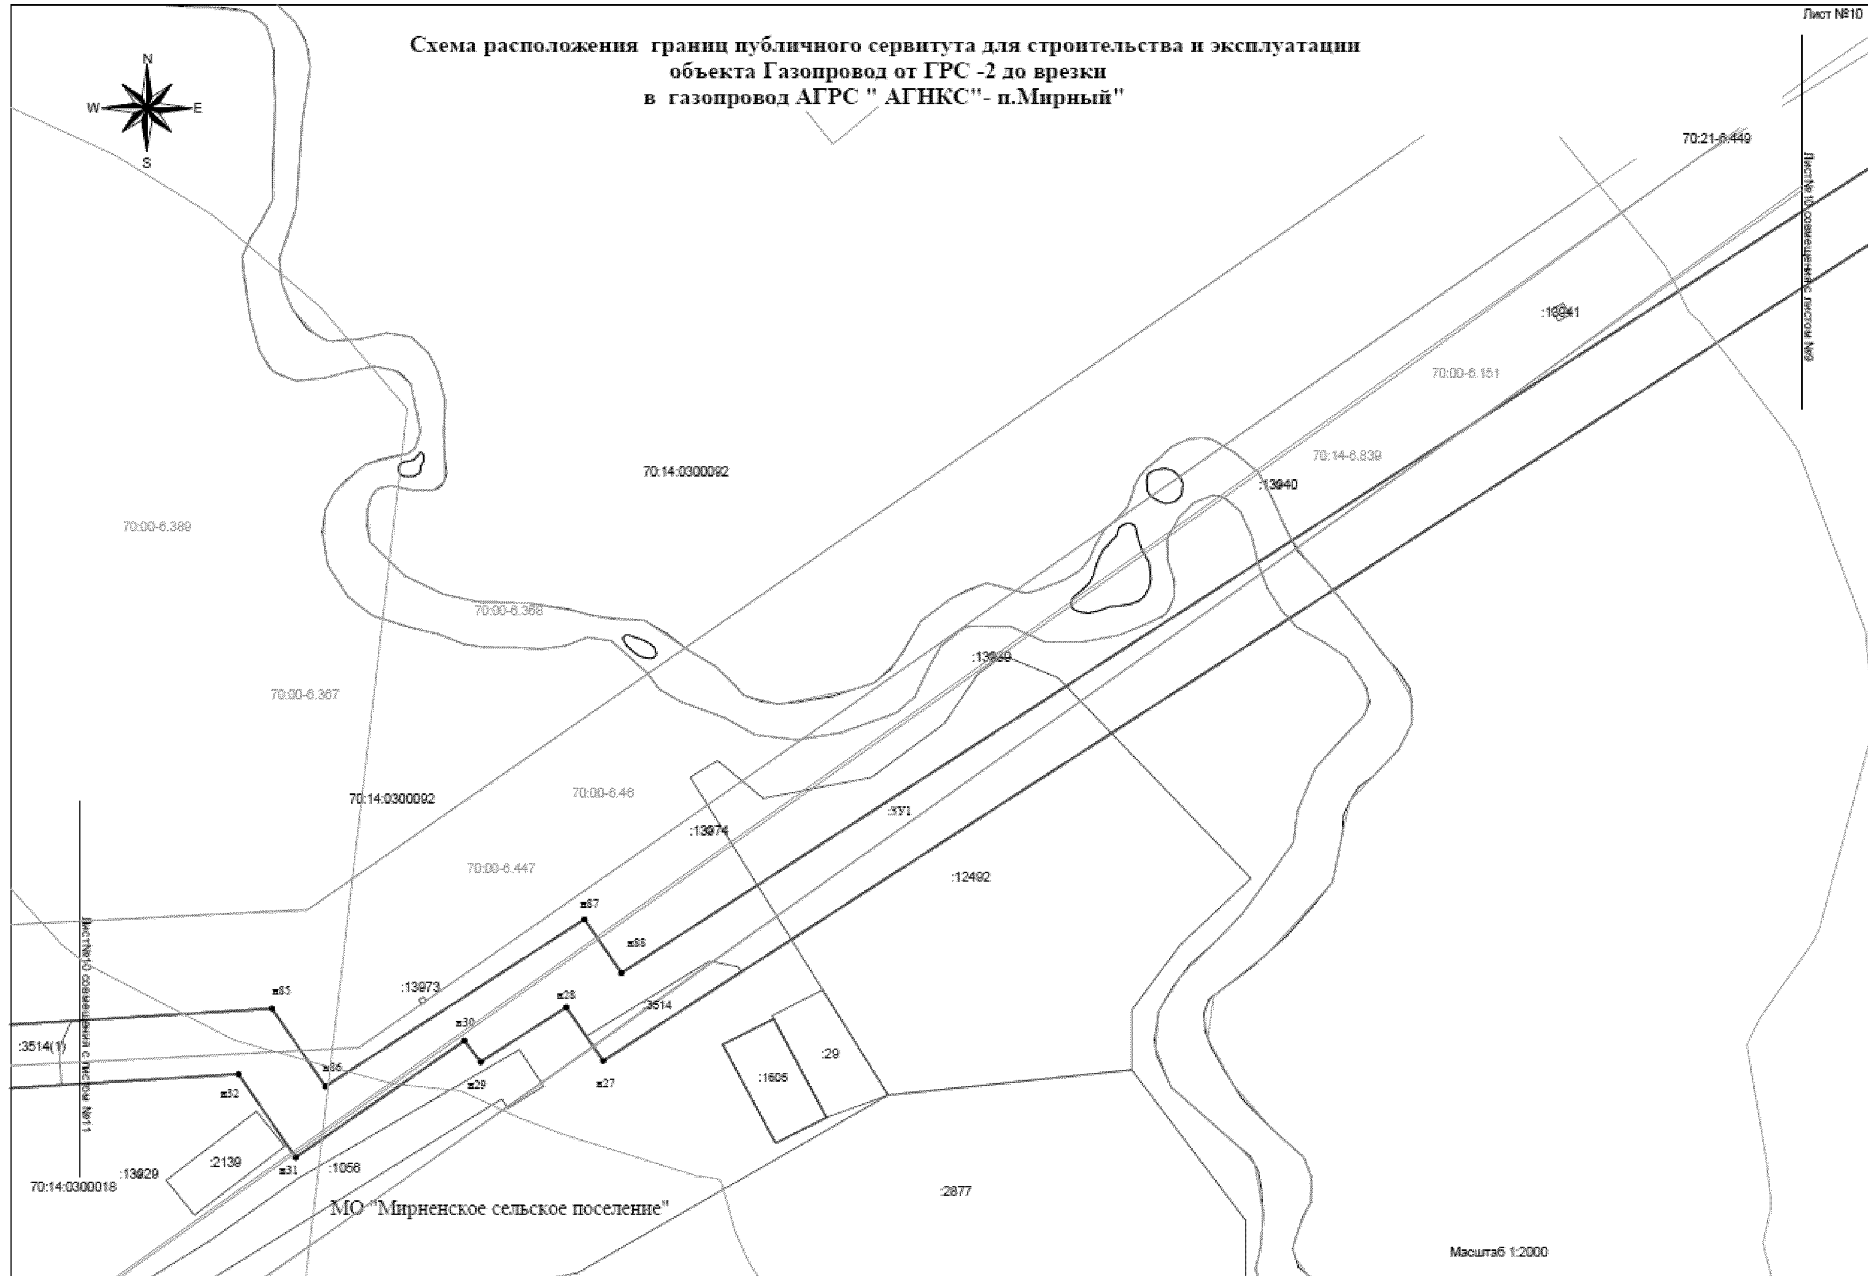 Лист №10
Схема расположения границ публичного сервитута для строительства и эксплуатации
объекта Газопровод от ГРС -2 до врезки
в газопровод АГРС " АГНКС"- п.Мирный"
N
W
E
S
70:21-6.449
Лист№ 10 совмещения с листом №9
:13941
70:00-6.151
70:14-6.839
:13940
70:14:0300092
70:00-6.389
70:00-6.368
:13939
70:00-6.367
70:00-6.46
70:14:0300092
:ЗУ1
:13974
70:00-6.447
:12492
н87
н88
:13973
н85
н28
:3514
н30
Лист№10 совмещений с листом №11
:3514(1)
н86
н29
н27
:29
:1606
н32
:2139
н31
:1056
:13929
70:14:0300018
:2877
МО "Мирненское сельское поселение"
Масштаб 1:2000